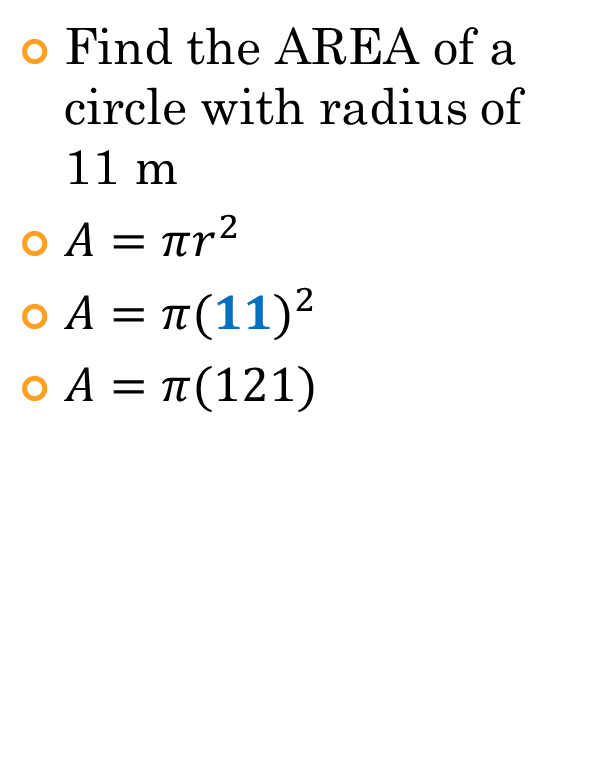 Find the AREA of a
circle with radius of
11 m
A = πr²
A = π(11)²
A = π(121)